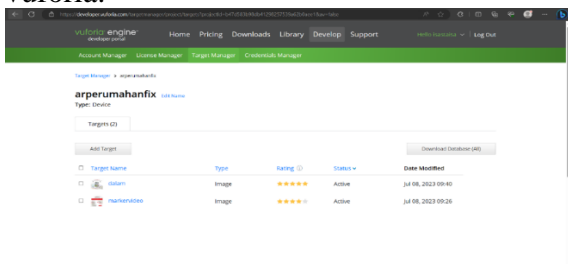 Vuforia.
vuforia engine™
developer portal
Home Pricing Downloads Library Develop Support
Log Out
Account Manager License Manager Target Manager Credentials Manager
Target Manager > arperumahanfix
arperumahanfix Edit Name
Type: Device
Targets (2)
Add Target Download Database (All)
Target Name Type Rating Status Date Modified
dalam Image Active Jul 08, 2023 09:40
Image Active Jul 08, 2023 09:26